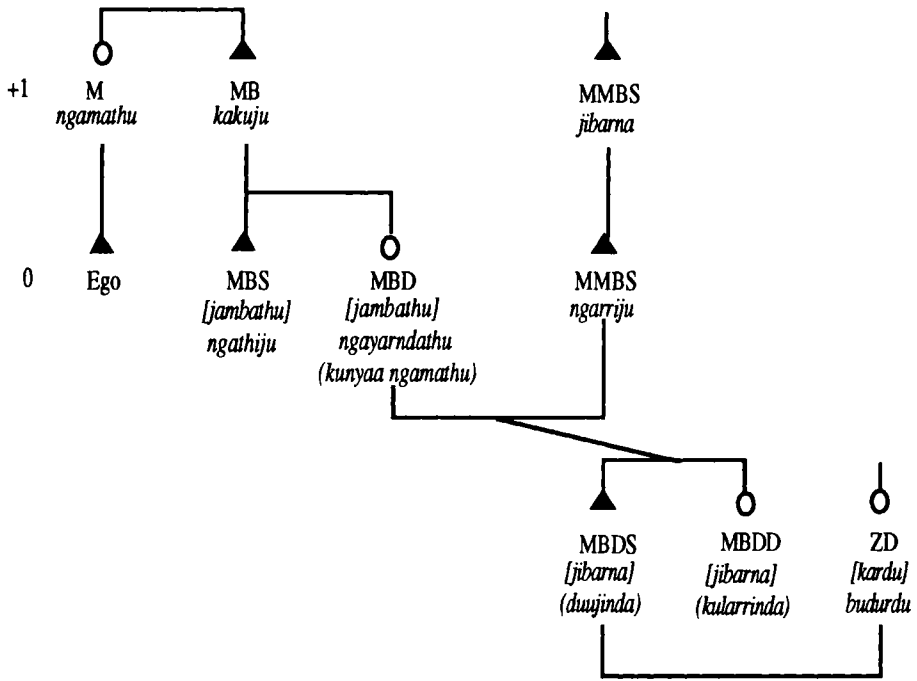 +1
M
ngamathu
MB
kakuju
MMBS
jibarna
0
Ego
MBS
[jambathu]
ngathiju
MBD
[jambathu]
ngayarndathu
(kunyaa ngamathu)
MMBS
ngarriju
MBDS
[jibarna]
(duujinda)
MBDD
[jibarna]
(kularrinda)
ZD
[kardu]
budurdu